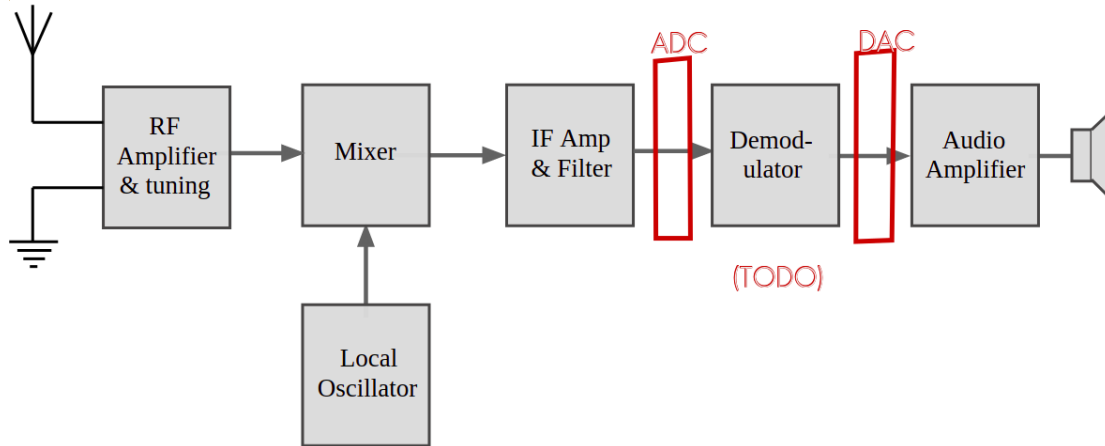 ADC
DAC
RF
Amplifier
& tuning
Mixer
IF Amp
& Filter
Demod-
ulator
Audio
Amplifier
(TODO)
Local
Oscillator